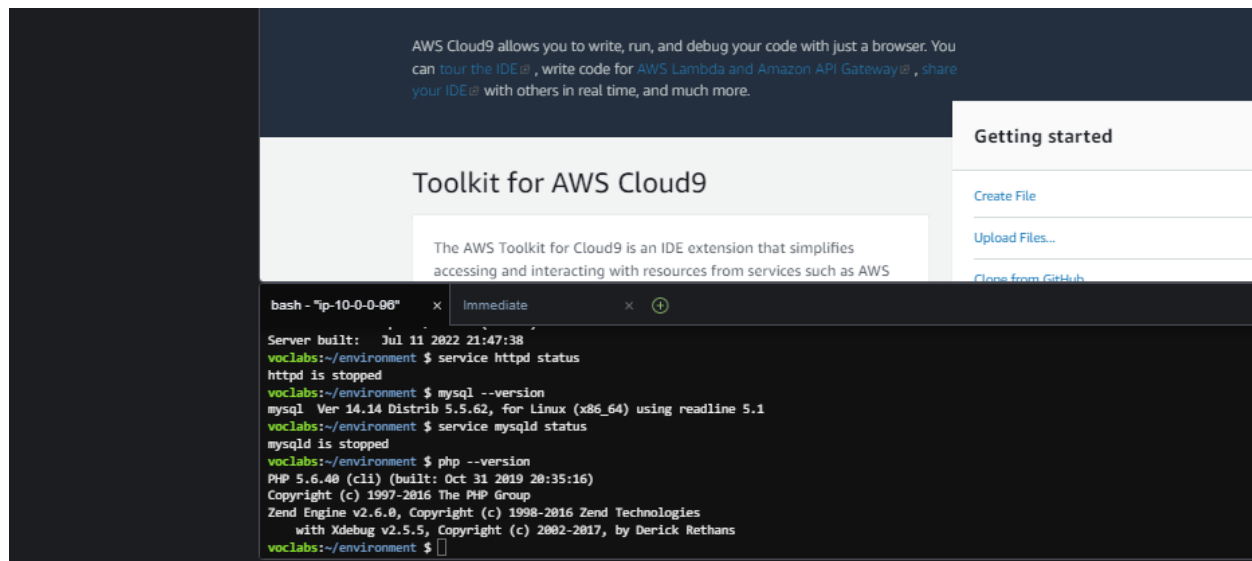 AWS Cloud9 allows you to write, run, and debug your code with just a browser. You
can tour the IDE , write code for AWS Lambda and Amazon API Gateway , share
your IDE with others in real time, and much more.
Getting started
Create File
Upload Files...
Clone from GitHub
Toolkit for AWS Cloud9
The AWS Toolkit for Cloud9 is an IDE extension that simplifies
accessing and interacting with resources from services such as AWS
bash - "ip-10-0-0-96" × Immediate ×
Server built:   Jul 11 2022 21:47:38
voclabs:~/environment $ service httpd status
httpd is stopped
voclabs:~/environment $ mysql --version
mysql  Ver 14.14 Distrib 5.5.62, for Linux (x86_64) using readline 5.1
voclabs:~/environment $ service mysqld status
mysqld is stopped
voclabs:~/environment $ php --version
PHP 5.6.40 (cli) (built: Oct 31 2019 20:35:16)
Copyright (c) 1997-2016 The PHP Group
Zend Engine v2.6.0, Copyright (c) 1998-2016 Zend Technologies
    with Xdebug v2.5.5, Copyright (c) 2002-2017, by Derick Rethans
voclabs:~/environment $